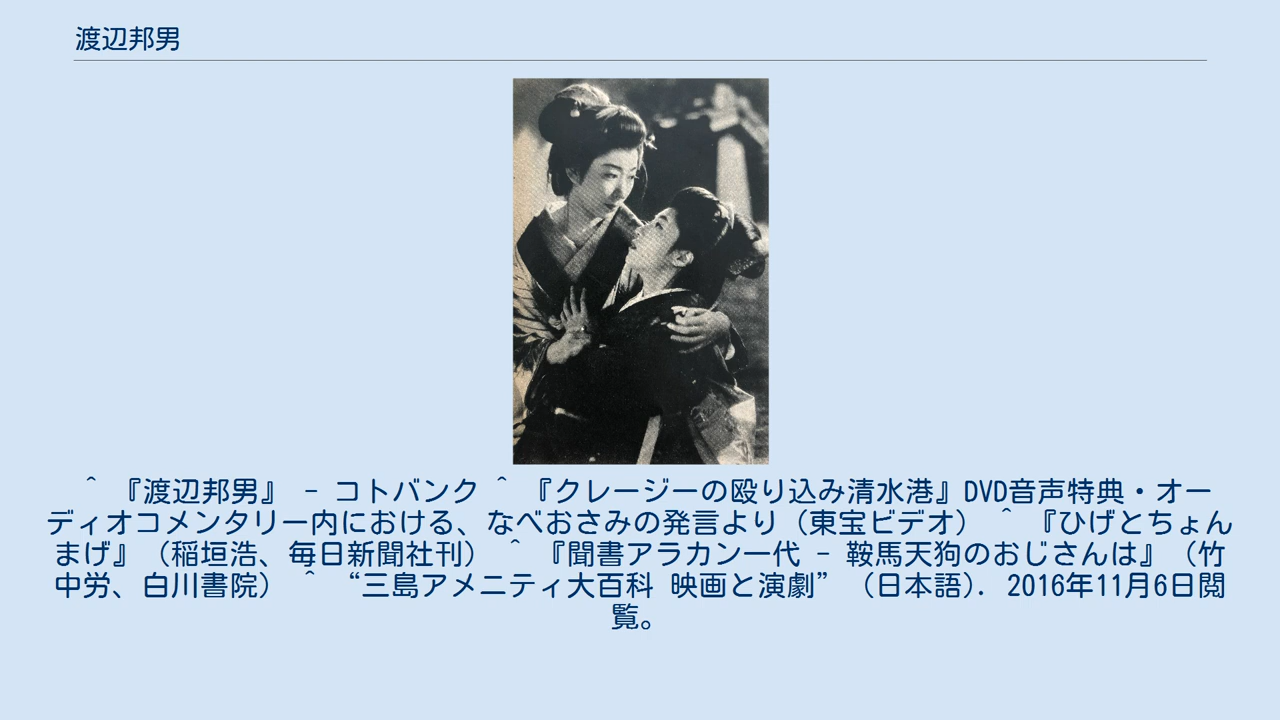 渡辺邦男
^ 『渡辺邦男』 - コトバンク ^ 『クレージーの殴り込み清水港』DVD音声特典・オー
ディオコメンタリー内における、なべおさみの発言より（東宝ビデオ） ^ 『ひげとちょん
まげ』（稲垣浩、毎日新聞社刊） ^ 『聞書アラカン一代 - 鞍馬天狗のおじさんは』（竹
中労、白川書院） ^ “三島アメニティ大百科 映画と演劇” （日本語）. 2016年11月6日閲
覧。